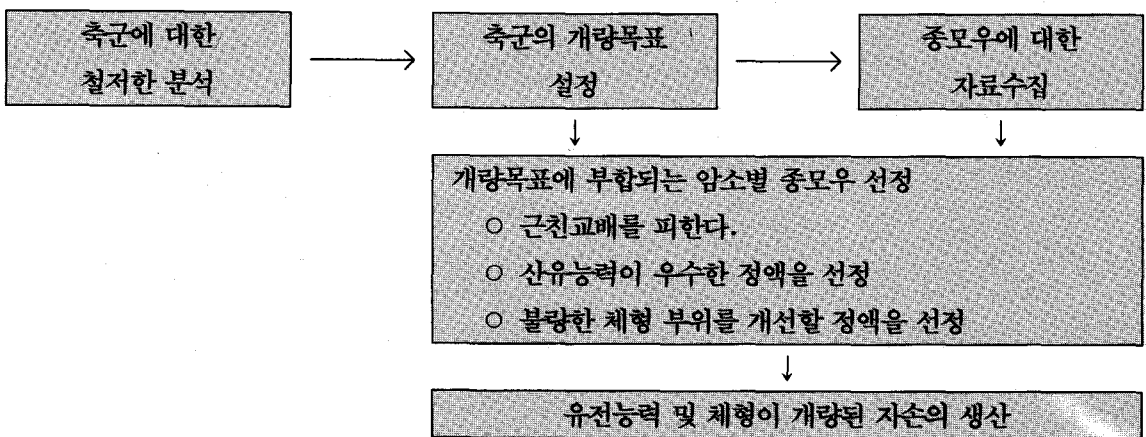 축군에 대한
철저한 분석
축군의 개량목표
설정
종모우에 대한
자료수집
개량목표에 부합되는 암소별 종모우 선정
○ 근친교배를 피한다.
○ 산유능력이 우수한 정액을 선정
○ 불량한 체형 부위를 개선할 정액을 선정
유전능력 및 체형이 개량된 자손의 생산